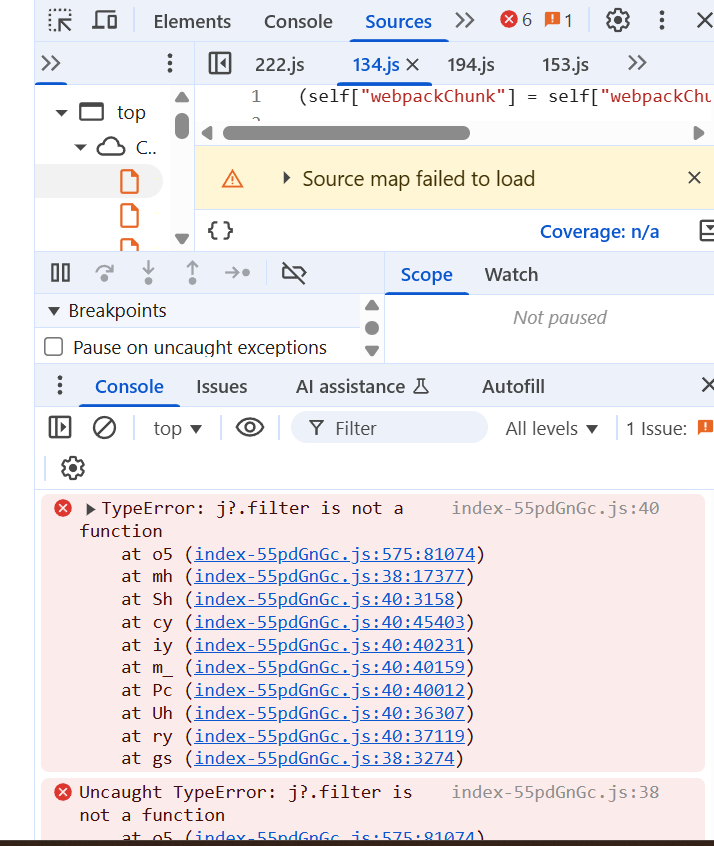 Elements Console Sources 6 1
222.js 134.js 194.js 153.js
top
C..
1 (self["webpackChunk"] = self["webpackChu
Source map failed to load
{} Coverage: n/a
Scope Watch
Breakpoints
Not paused
Pause on uncaught exceptions
Console Issues AI assistance Autofill
top Filter All levels 1 Issue:
TypeError: j?.filter is not a index-55pdGnGc.js:40
function
at o5 (index-55pdGnGc.js:575:81074)
at mh (index-55pdGnGc.js:38:17377)
at Sh (index-55pdGnGc.js:40:3158)
at cy (index-55pdGnGc.js:40:45403)
at iy (index-55pdGnGc.js:40:40231)
at m_ (index-55pdGnGc.js:40:40159)
at Pc (index-55pdGnGc.js:40:40012)
at Uh (index-55pdGnGc.js:40:36307)
at ry (index-55pdGnGc.js:40:37119)
at gs (index-55pdGnGc.js:38:3274)
Uncaught TypeError: j?.filter is index-55pdGnGc.js:38
not a function
at o5 (index-55pdGnGc.js:575:81074)